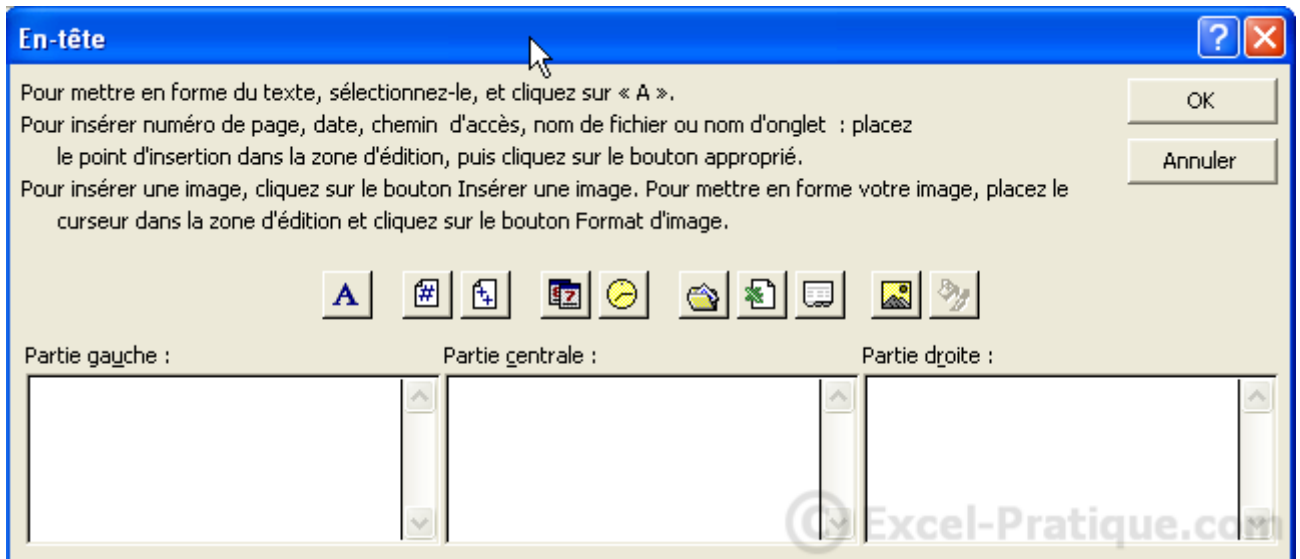 En-tête
Pour mettre en forme du texte, sélectionnez-le, et cliquez sur « A ».
Pour insérer numéro de page, date, chemin d'accès, nom de fichier ou nom d'onglet : placez
le point d'insertion dans la zone d'édition, puis cliquez sur le bouton approprié.
Pour insérer une image, cliquez sur le bouton Insérer une image. Pour mettre en forme votre image, placez le
curseur dans la zone d'édition et cliquez sur le bouton Format d'image.
OK
Annuler
A
Partie gauche :
Partie centrale :
Partie droite :
© Excel-Pratique.com